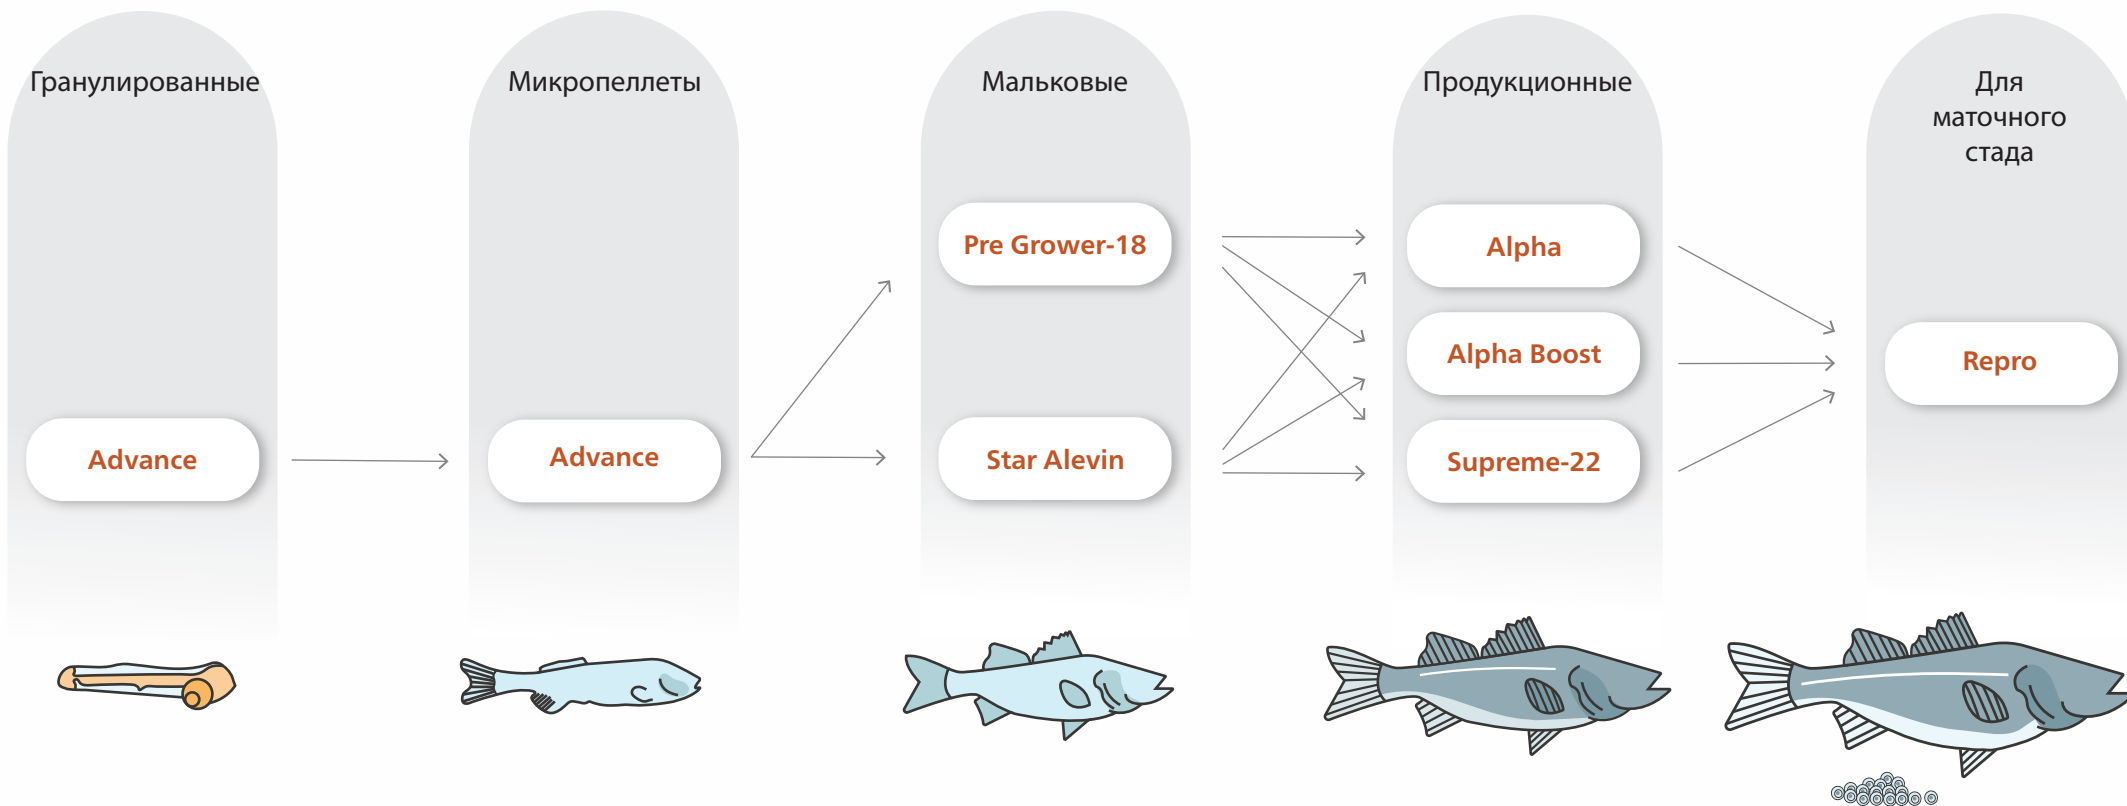 Гранулированные
Микропеллеты
Мальковые
Продукционные
Для
маточного
стада
Pre Grower-18
Alpha
Alpha Boost
Repro
Advance
Advance
Star Alevin
Supreme-22